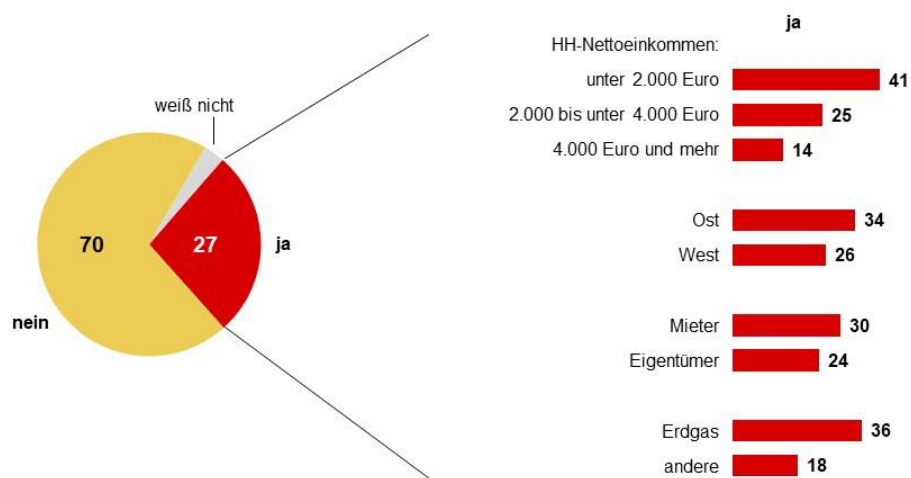 ja
HH-Nettoeinkommen:
unter 2.000 Euro 41
2.000 bis unter 4.000 Euro 25
4.000 Euro und mehr 14
weiß nicht
70 27 ja
nein
Ost 34
West 26
Mieter 30
Eigentümer 24
Erdgas 36
andere 18